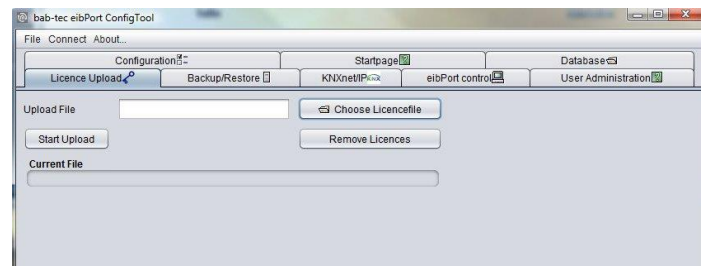 bab-tec eibPort ConfigTool
File Connect About...
Configuration Startpage Database
Licence Upload Backup/Restore KNXnet/IP KNX eibPort control User Administration
Upload File Choose Licencefile
Start Upload Remove Licences
Current File